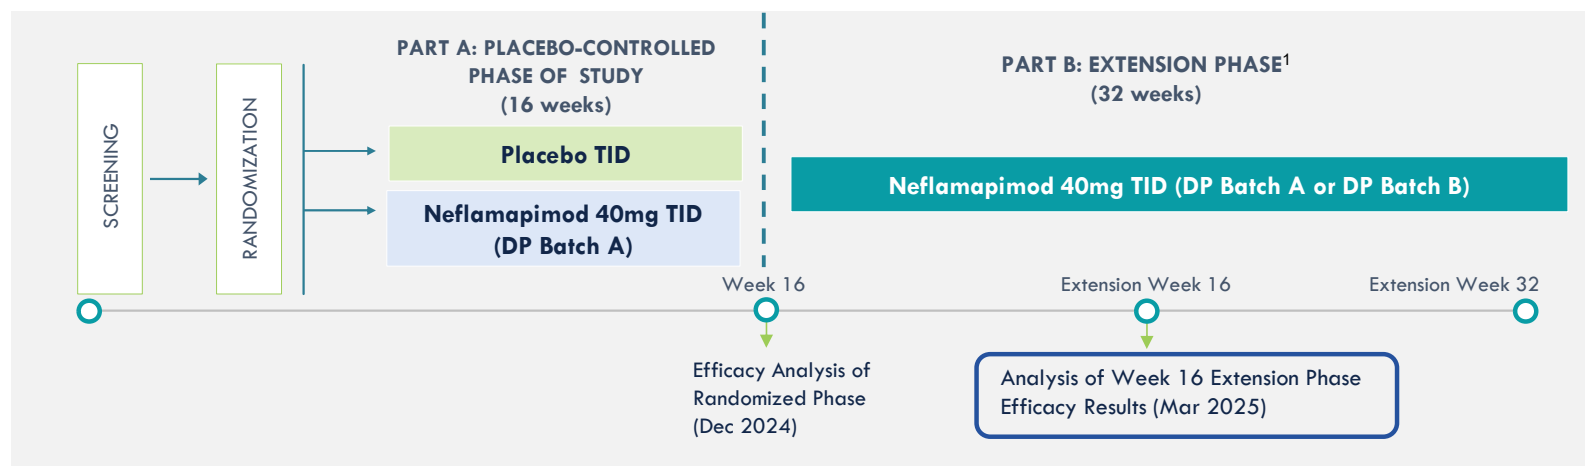 SCREENING
RANDOMIZATION
PART A: PLACEBO-CONTROLLED
PHASE OF STUDY
(16 weeks)
Placebo TID
Neflamapimod 40mg TID
(DP Batch A)
PART B: EXTENSION PHASE¹
(32 weeks)
Neflamapimod 40mg TID (DP Batch A or DP Batch B)
Week 16
Extension Week 16
Extension Week 32
Efficacy Analysis of
Randomized Phase
(Dec 2024)
Analysis of Week 16 Extension Phase
Efficacy Results (Mar 2025)